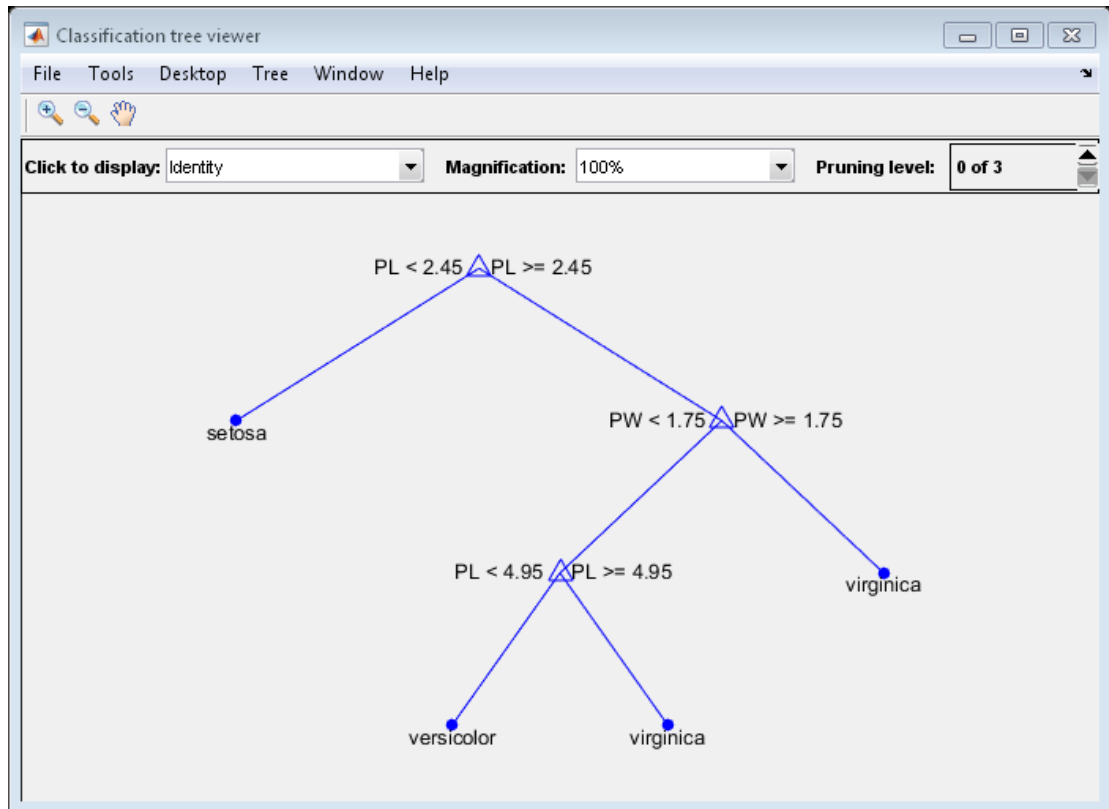 Classification tree viewer
File Tools Desktop Tree Window Help
Click to display: Identity Magnification: 100% Pruning level: 0 of 3
PL < 2.45 PL >= 2.45
setosa
PW < 1.75 PW >= 1.75
PL < 4.95 PL >= 4.95
virginica
versicolor
virginica